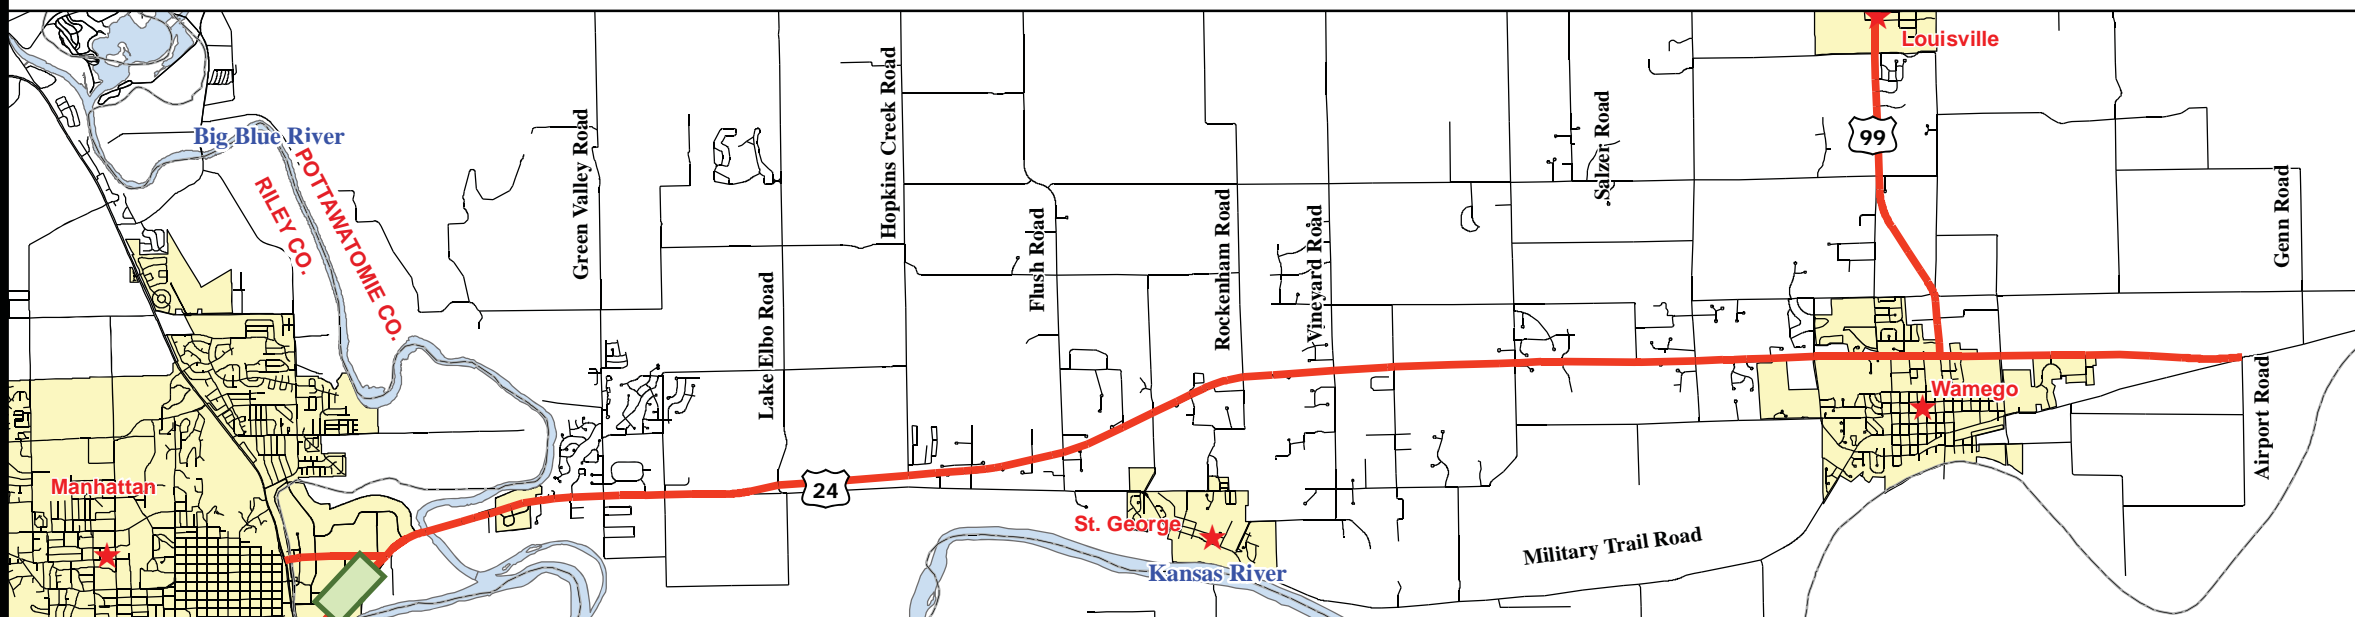 Louisville
99
Big Blue River
POTTAWATOMIE CO.
RILEY CO.
Green Valley Road
Hopkins Creek Road
Salzer Road
Genn Road
Flush Road
Rockenham Road
Vineyard Road
Lake Elbo Road
Wamego
Airport Road
Manhattan
24
St. George
Military Trail Road
Kansas River